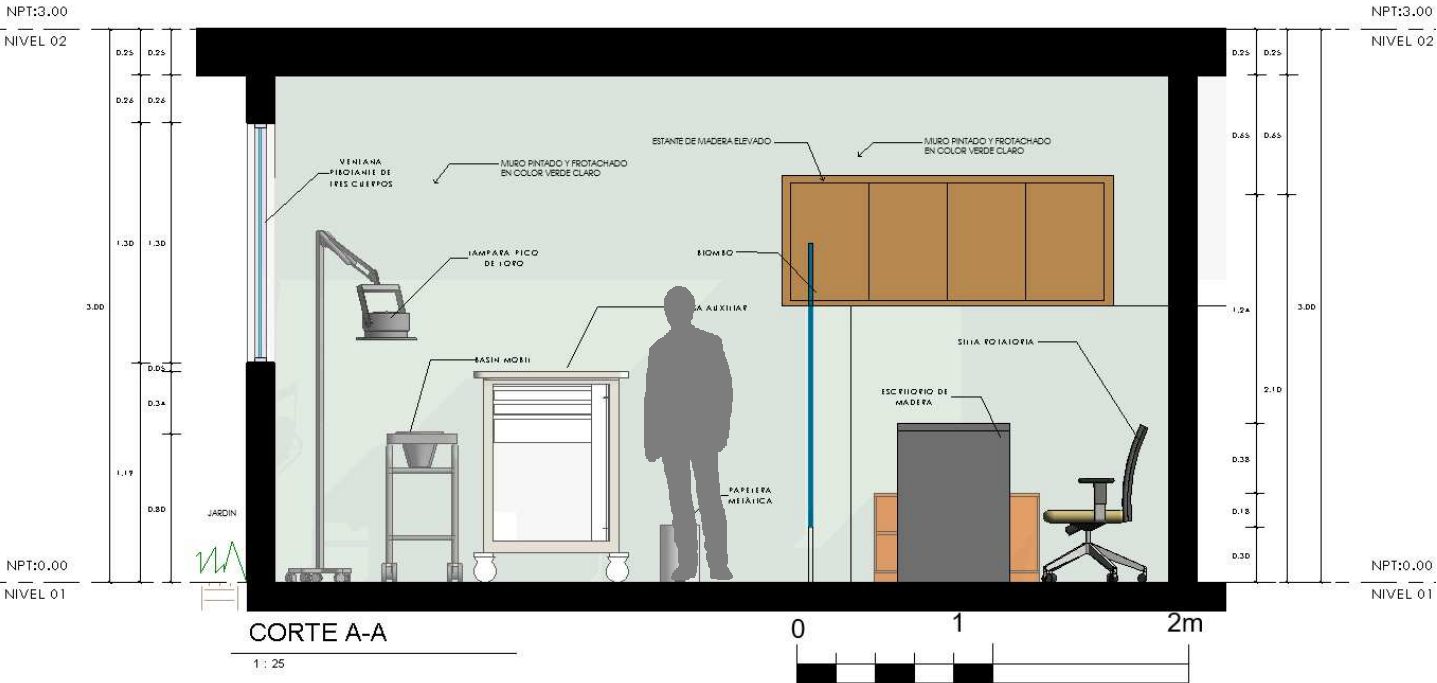 NPT:3.00
NIVEL 02
NPT:3.00
NIVEL 02
0.25
0.25
0.25
0.25
0.26
0.26
0.65
0.65
ESTANTE DE MADERA ELEVADO
MURO PINTADO Y FROTACHADO
EN COLOR VERDE CLARO
VENTANA
PIBOTANTE DE
TRES CUERPOS
MURO PINTADO Y FROTACHADO
EN COLOR VERDE CLARO
1.30
1.30
LAMPARA PICO
DE LORO
BIOMBO
3.00
3.00
A AUXILIAR
1.24
SILLA ROTATORIA
BASIN MOBIL
0.05
0.34
ESCRITORIO DE
MADERA
2.10
1.19
0.38
0.80
PAPELERA
METÁLICA
0.18
JARDIN
0.30
NPT:0.00
NIVEL 01
NPT:0.00
NIVEL 01
CORTE A-A
1 : 25
0
1
2m